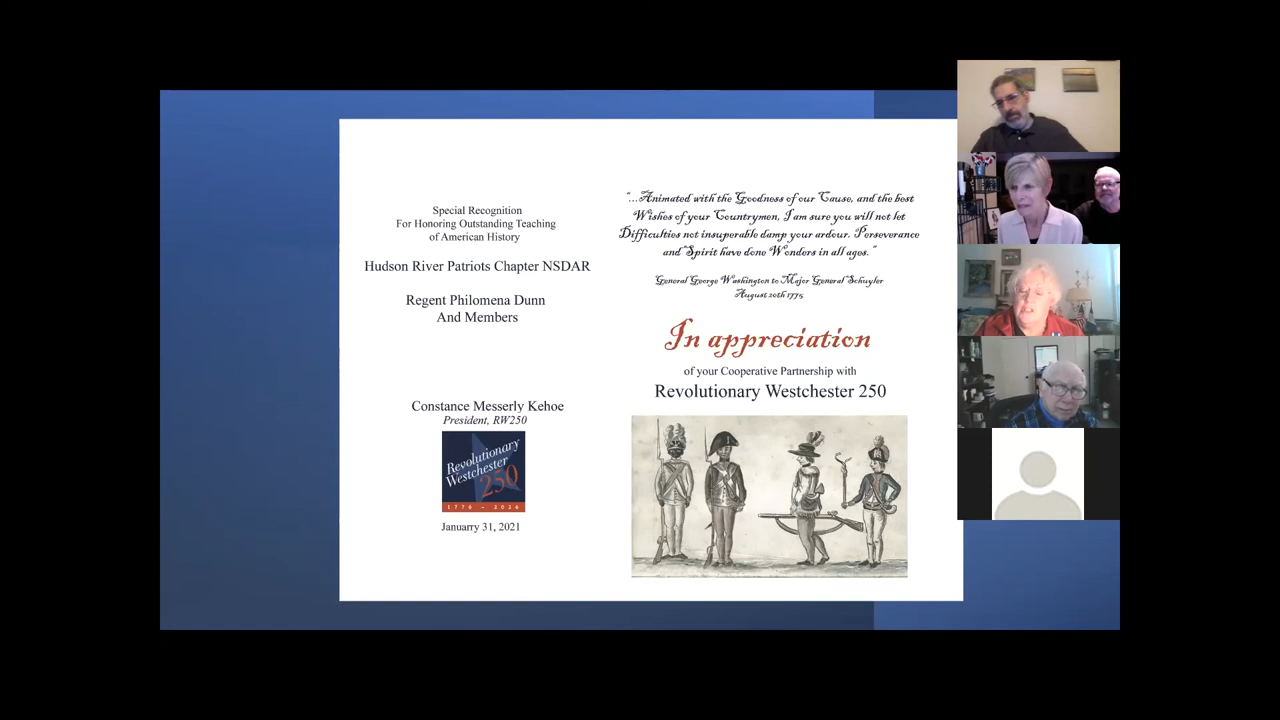 Special Recognition
For Honoring Outstanding Teaching
of American History
Hudson River Patriots Chapter NSDAR
Regent Philomena Dunn
And Members
Constance Messerly Kehoe
President, RW250
Revolutionary
Westchester
250
1776 - 2026
Januarry 31, 2021
"...Animated with the Goodness of our Cause, and the best
Wishes of your Countrymen, I am sure you will not let
Difficulties not insuperable damp your ardour. Perseverance
and Spirit have done Wonders in all ages."
General George Washington to Major General Schuyler
August 20th 1775
In appreciation
of your Cooperative Partnership with
Revolutionary Westchester 250